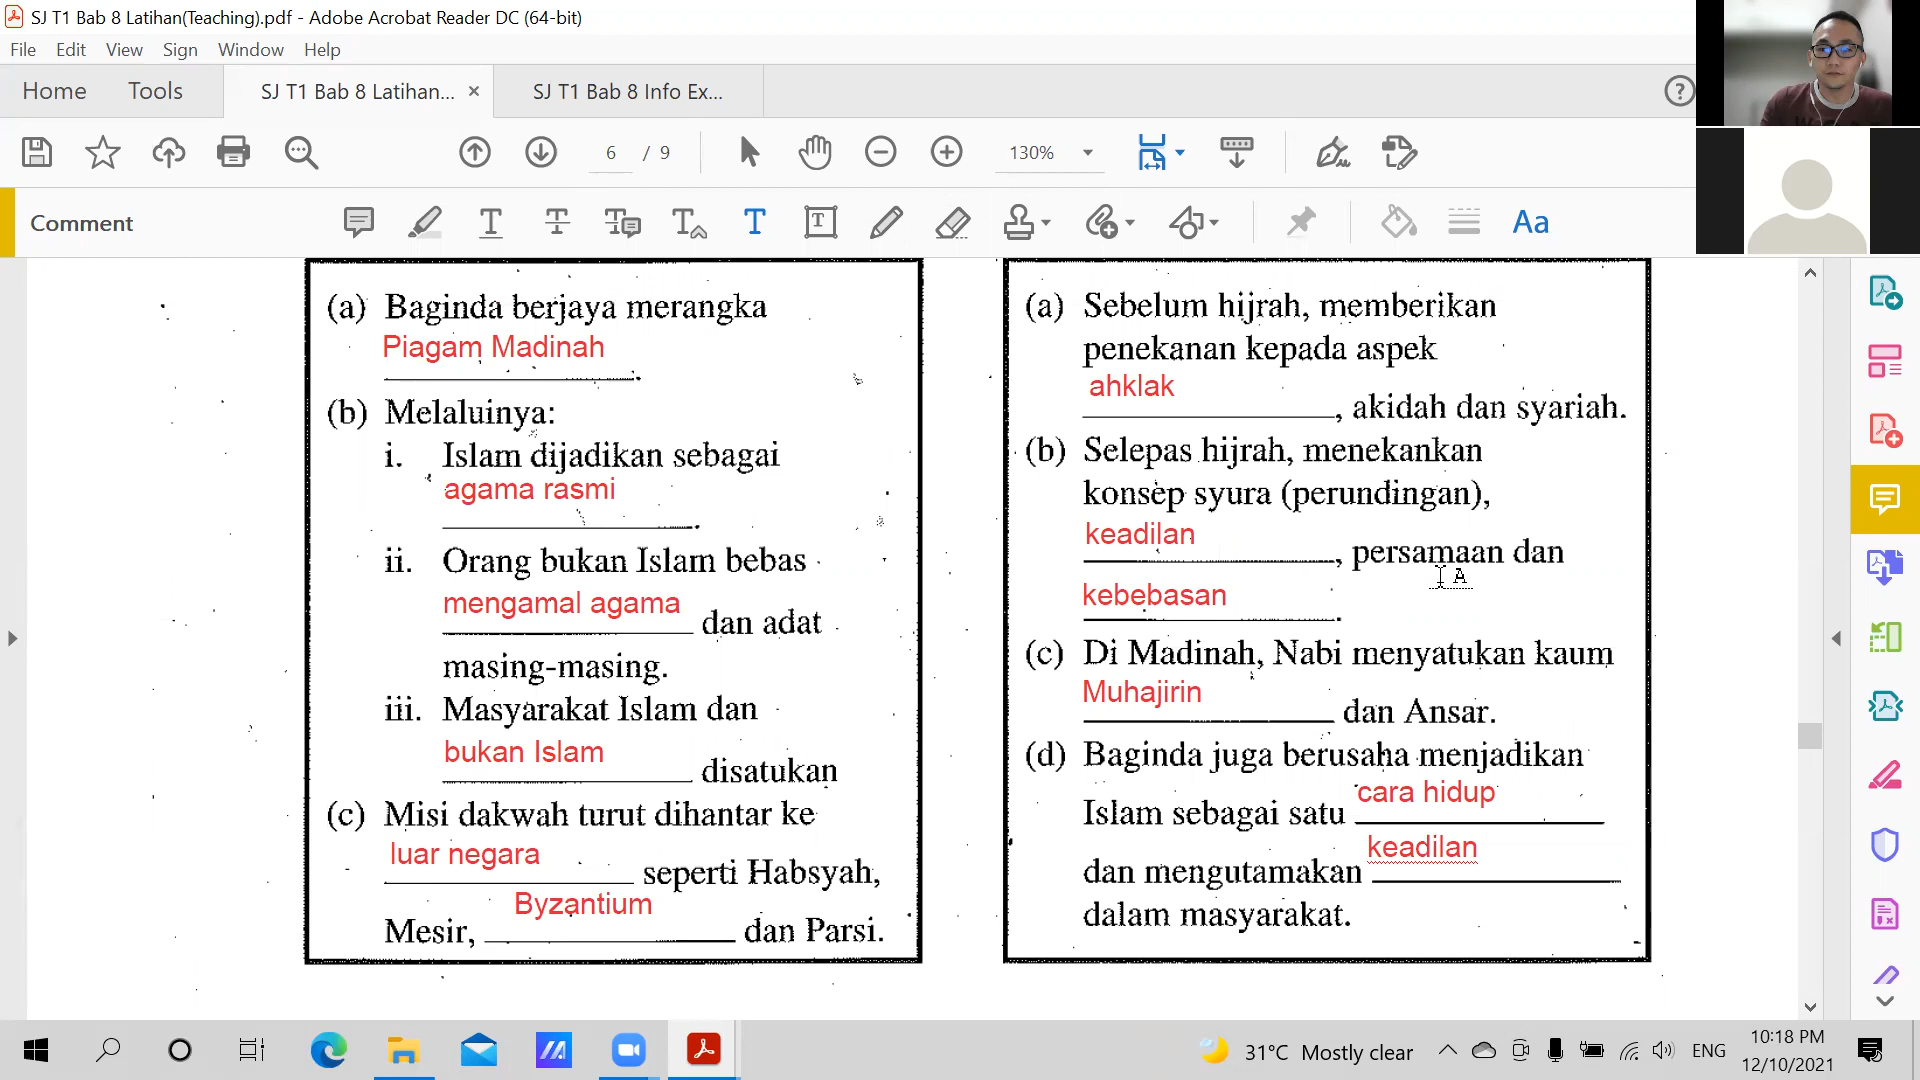 SJ T1 Bab 8 Latihan(Teaching).pdf - Adobe Acrobat Reader DC (64-bit)
File Edit View Sign Window Help
Home Tools SJ T1 Bab 8 Latihan... × SJ T1 Bab 8 Info Ex...
6 / 9 130%
Comment
(a) Baginda berjaya merangka
Piagam Madinah
.
(b) Melaluinya:
i. Islam dijadikan sebagai
agama rasmi
.
ii. Orang bukan Islam bebas
mengamal agama dan adat
masing-masing.
iii. Masyarakat Islam dan
bukan Islam disatukan
(c) Misi dakwah turut dihantar ke
luar negara seperti Habsyah,
Mesir, Byzantium dan Parsi.
(a) Sebelum hijrah, memberikan
penekanan kepada aspek
ahklak, akidah dan syariah.
(b) Selepas hijrah, menekankan
konsep syura (perundingan),
keadilan, persamaan dan
kebebasan.
(c) Di Madinah, Nabi menyatukan kaum
Muhajirin dan Ansar.
(d) Baginda juga berusaha menjadikan
Islam sebagai satu cara hidup
dan mengutamakan keadilan
dalam masyarakat.
31°C Mostly clear ENG 10:18 PM
12/10/2021